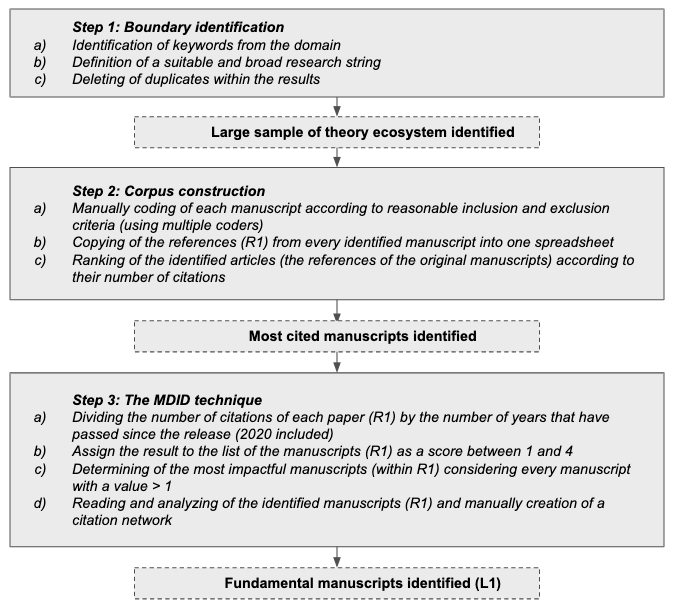 Step 1: Boundary identification
a) Identification of keywords from the domain
b) Definition of a suitable and broad research string
c) Deleting of duplicates within the results
Large sample of theory ecosystem identified
Step 2: Corpus construction
a) Manually coding of each manuscript according to reasonable inclusion and exclusion
criteria (using multiple coders)
b) Copying of the references (R1) from every identified manuscript into one spreadsheet
c) Ranking of the identified articles (the references of the original manuscripts) according to
their number of citations
Most cited manuscripts identified
Step 3: The MDID technique
a) Dividing the number of citations of each paper (R1) by the number of years that have
passed since the release (2020 included)
b) Assign the result to the list of the manuscripts (R1) as a score between 1 and 4
c) Determining of the most impactful manuscripts (within R1) considering every manuscript
with a value > 1
d) Reading and analyzing of the identified manuscripts (R1) and manually creation of a
citation network
Fundamental manuscripts identified (L1)